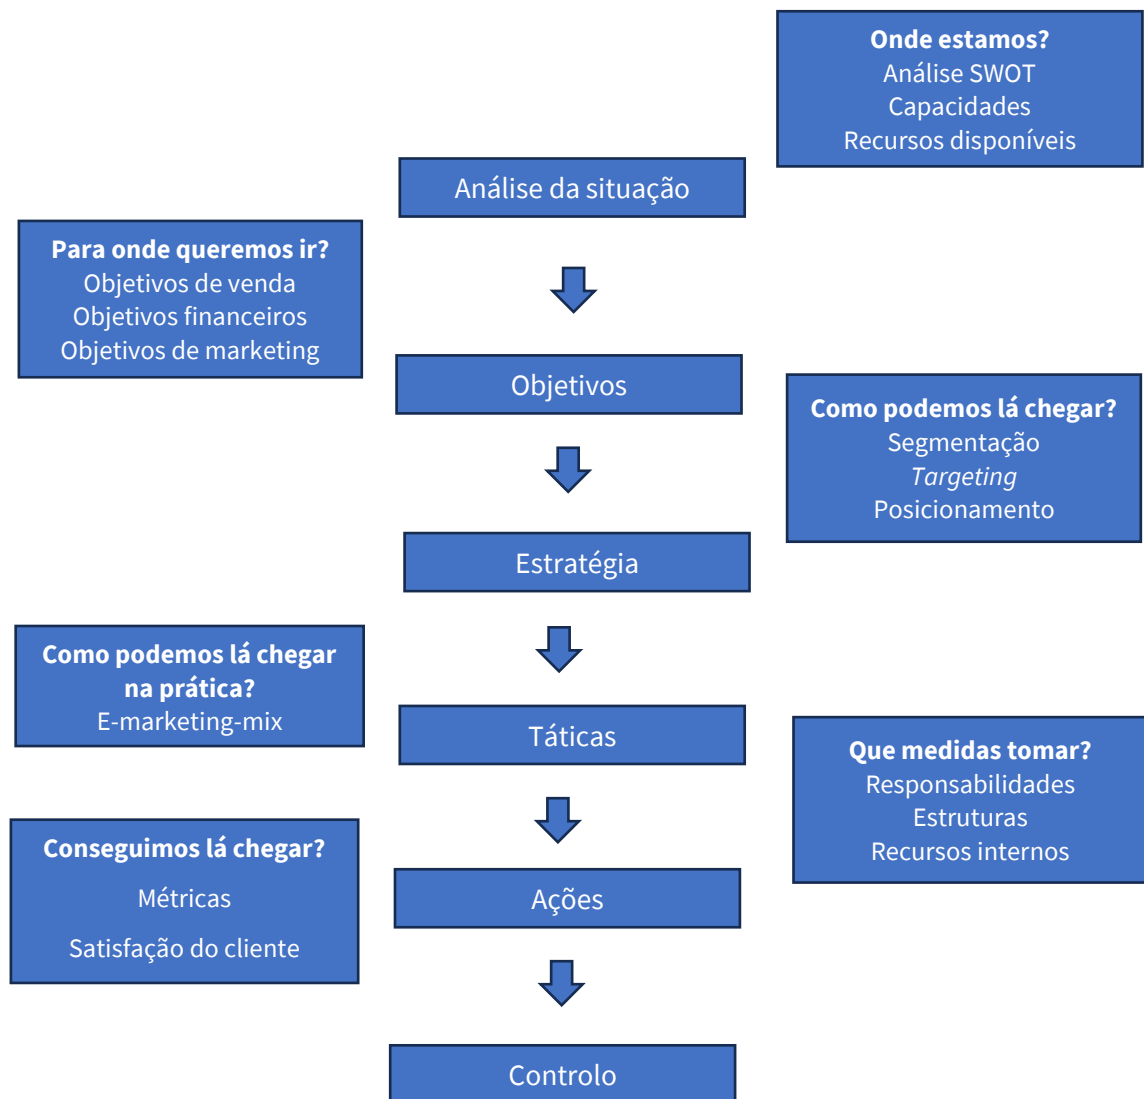 Onde estamos?
Análise SWOT
Capacidades
Recursos disponíveis
Análise da situação
Para onde queremos ir?
Objetivos de venda
Objetivos financeiros
Objetivos de marketing
Objetivos
Como podemos lá chegar?
Segmentação
Targeting
Posicionamento
Estratégia
Como podemos lá chegar
na prática?
E-marketing-mix
Táticas
Que medidas tomar?
Responsabilidades
Estruturas
Recursos internos
Conseguimos lá chegar?
Métricas
Satisfação do cliente
Ações
Controlo